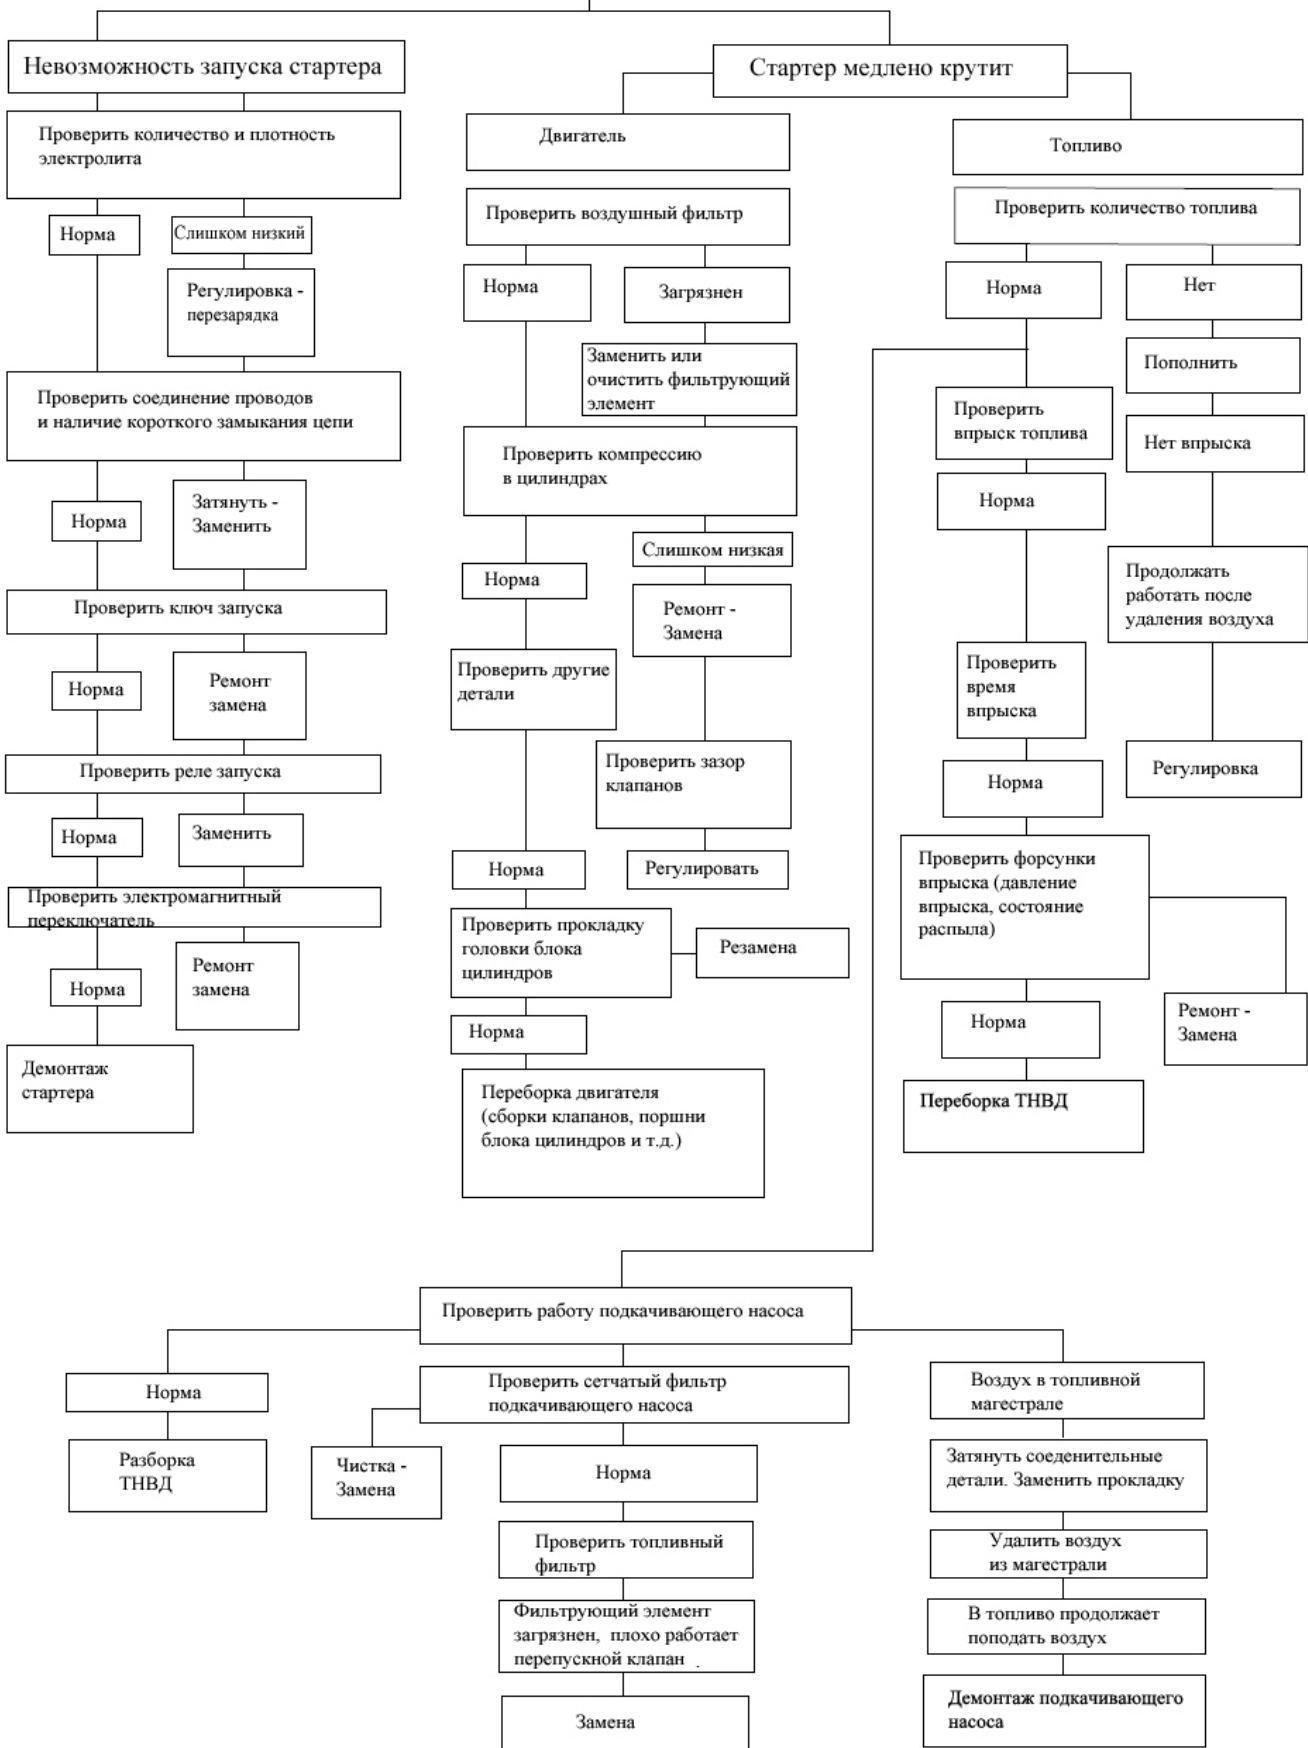 Невозможность запуска стартера
Проверить количество и плотность
электролита
Норма
Слишком низкий
Регулировка -
перезарядка
Проверить соединение проводов
и наличие короткого замыкания цепи
Норма
Затянуть -
Заменить
Проверить ключ запуска
Норма
Ремонт
замена
Проверить реле запуска
Норма
Заменить
Проверить электромагнитный
переключатель
Норма
Ремонт
замена
Демонтаж
стартера
Стартер медлено крутит
Двигатель
Проверить воздушный фильтр
Норма
Загрязнен
Заменить или
очистить фильтрующий
элемент
Проверить компрессию
в цилиндрах
Норма
Слишком низкая
Ремонт -
Замена
Проверить другие
детали
Проверить зазор
клапанов
Норма
Регулировать
Проверить прокладку
головки блока
цилиндров
Резамена
Норма
Переборка двигателя
(сборки клапанов, поршни
блока цилиндров и т.д.)
Топливо
Проверить количество топлива
Норма
Нет
Пополнить
Проверить
впрыск топлива
Нет впрыска
Норма
Продолжать
работать после
удаления воздуха
Проверить
время
впрыска
Регулировка
Норма
Проверить форсунки
впрыска (давление
впрыска, состояние
распыла)
Норма
Ремонт -
Замена
Переборка ТНВД
Проверить работу подкачивающего насоса
Норма
Разборка
ТНВД
Проверить сетчатый фильтр
подкачивающего насоса
Чистка -
Замена
Норма
Проверить топливный
фильтр
Фильтрующий элемент
загрязнен, плохо работает
перепускной клапан .
Замена
Воздух в топливной
магестрале
Затянуть соеденительные
детали. Заменить прокладку
Удалить воздух
из магестрали
В топливо продолжает
поподать воздух
Демонтаж подкачивающего
насоса